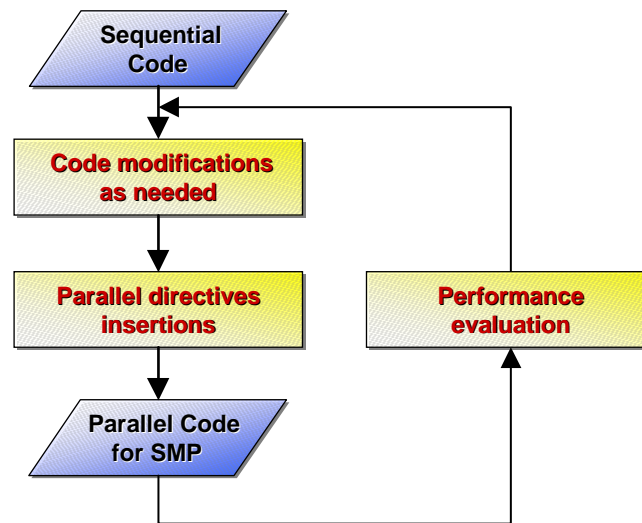 Sequential
Code
Code modifications
as needed
Parallel directives
insertions
Performance
evaluation
Parallel Code
for SMP